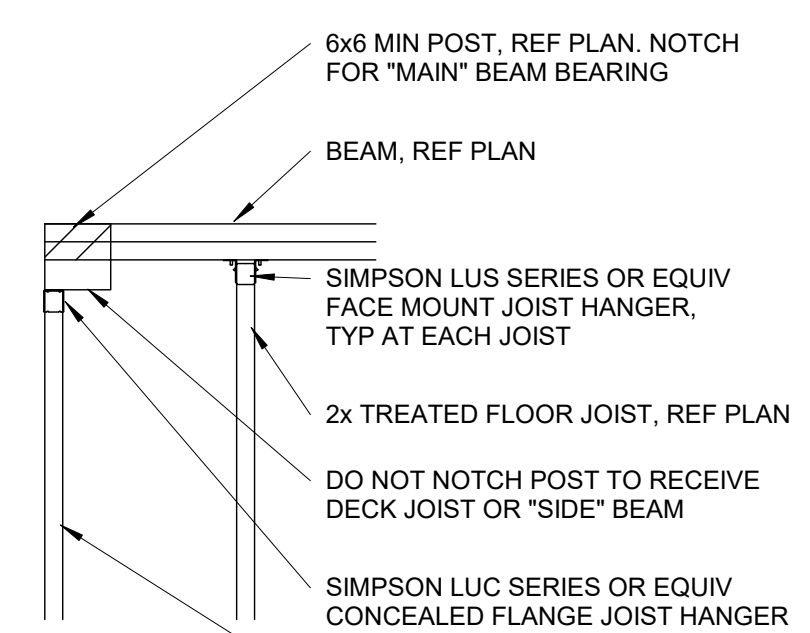 6x6 MIN POST, REF PLAN. NOTCH
FOR "MAIN" BEAM BEARING
BEAM, REF PLAN
SIMPSON LUS SERIES OR EQUIV
FACE MOUNT JOIST HANGER,
TYP AT EACH JOIST
2x TREATED FLOOR JOIST, REF PLAN
DO NOT NOTCH POST TO RECEIVE
DECK JOIST OR "SIDE" BEAM
SIMPSON LUC SERIES OR EQUIV
CONCEALED FLANGE JOIST HANGER